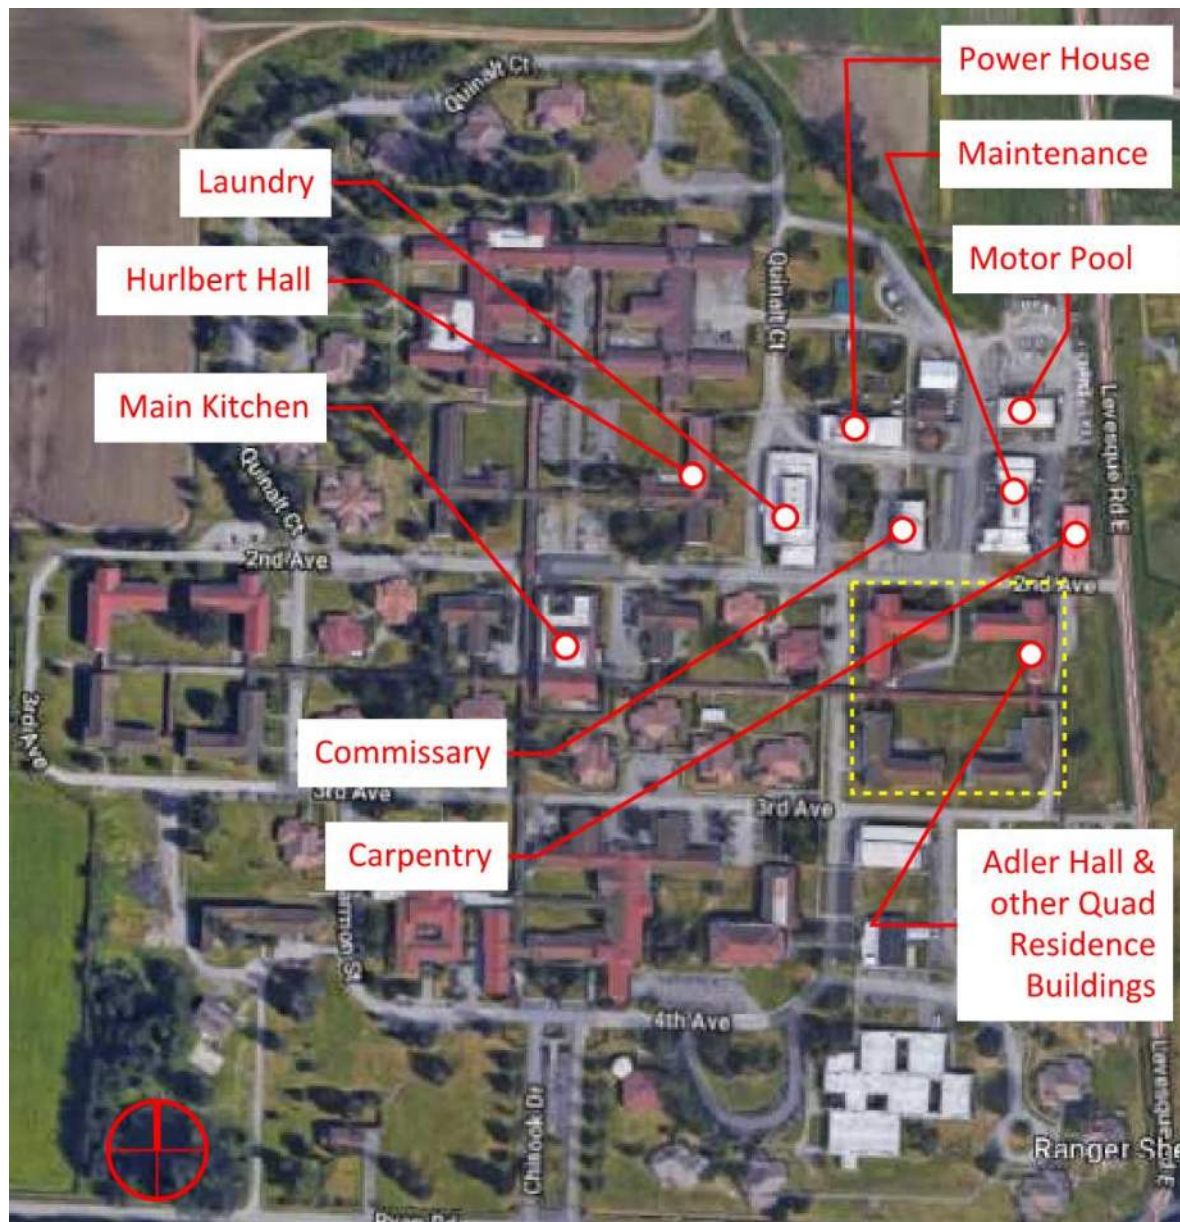 Power House
Quinalt Ct
Maintenance
Laundry
Motor Pool
Hurlbert Hall
Quinalt Ct
Main Kitchen
Levesque Rd E
Quinalt Ct
2nd Ave
2nd Ave
3rd Ave
Commissary
3rd Ave
3rd Ave
Carpentry
Adler Hall &
other Quad
Residence
Buildings
4th Ave
Chinook Dr
Levesque Rd E
Ranger She